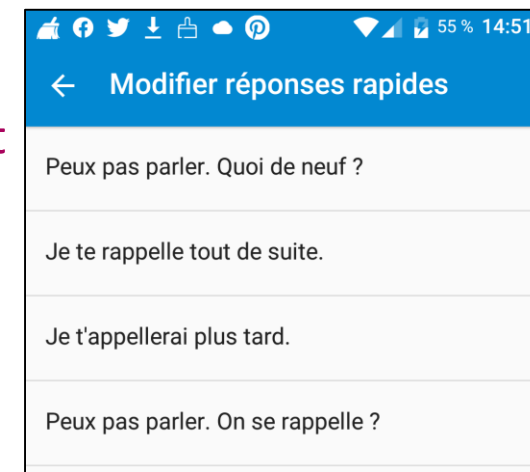 55 % 14:51
Modifier réponses rapides
t
Peux pas parler. Quoi de neuf ?
Je te rappelle tout de suite.
Je t'appellerai plus tard.
Peux pas parler. On se rappelle ?